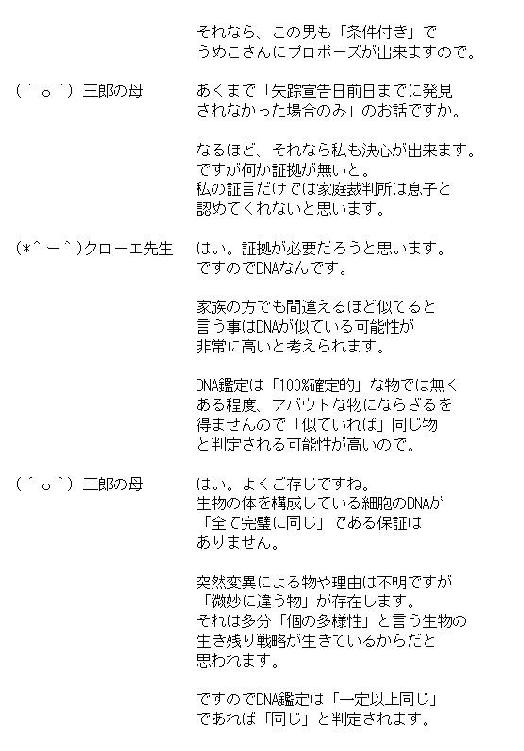 それなら、この男も「条件付き」で
うめこさんにプロポーズが出来ますので。
(´o｀) 三郎の母 あくまで「失踪宣告日前日までに発見
されなかった場合のみ」のお話ですか。
なるほど、それなら私も決心が出来ます。
ですが何か証拠が無いと。
私の証言だけでは家庭裁判所は息子と
認めてくれないと思います。
(*＾ー＾)クローエ先生 はい。証拠が必要だろうと思います。
ですのでDNAなんです。
家族の方でも間違えるほど似てると
言う事はDNAが似ている可能性が
非常に高いと考えられます。
DNA鑑定は「100%確定的」な物では無く
ある程度、アバウトな物にならざるを
得ませんので「似ていれば」同じ物
と判定される可能性が高いので。
(´o｀) 三郎の母 はい。よくご存じですね。
生物の体を構成している細胞のDNAが
「全て完璧に同じ」である保証は
ありません。
突然変異による物や理由は不明ですが
「微妙に違う物」が存在します。
それは多分「個の多様性」と言う生物の
生き残り戦略が生きているからだと
思われます。
ですのでDNA鑑定は「一定以上同じ」
であれば「同じ」と判定されます。